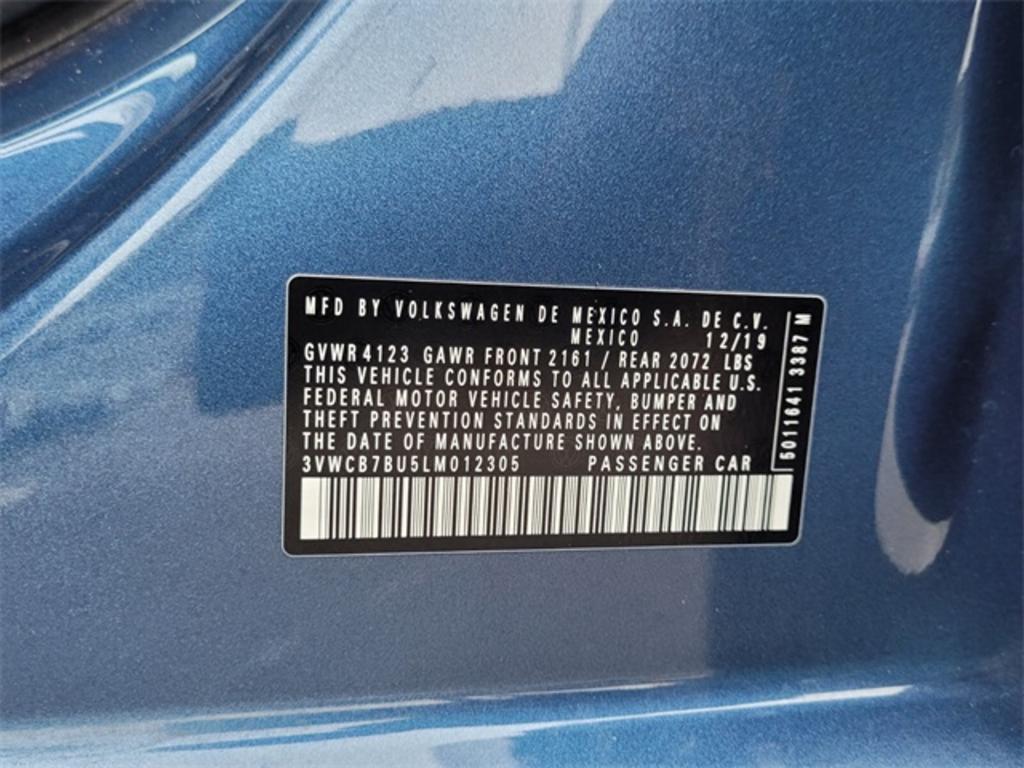 MFD BY VOLKSWAGEN DE MEXICO S.A. DE C.V.
MEXICO 12/19
GVWR 4123 GAWR FRONT 2161 / REAR 2072 LBS
THIS VEHICLE CONFORMS TO ALL APPLICABLE U.S.
FEDERAL MOTOR VEHICLE SAFETY, BUMPER AND
THEFT PREVENTION STANDARDS IN EFFECT ON
THE DATE OF MANUFACTURE SHOWN ABOVE.
3VWCB7BU5LM012305 PASSENGER CAR
5011641 3387 M